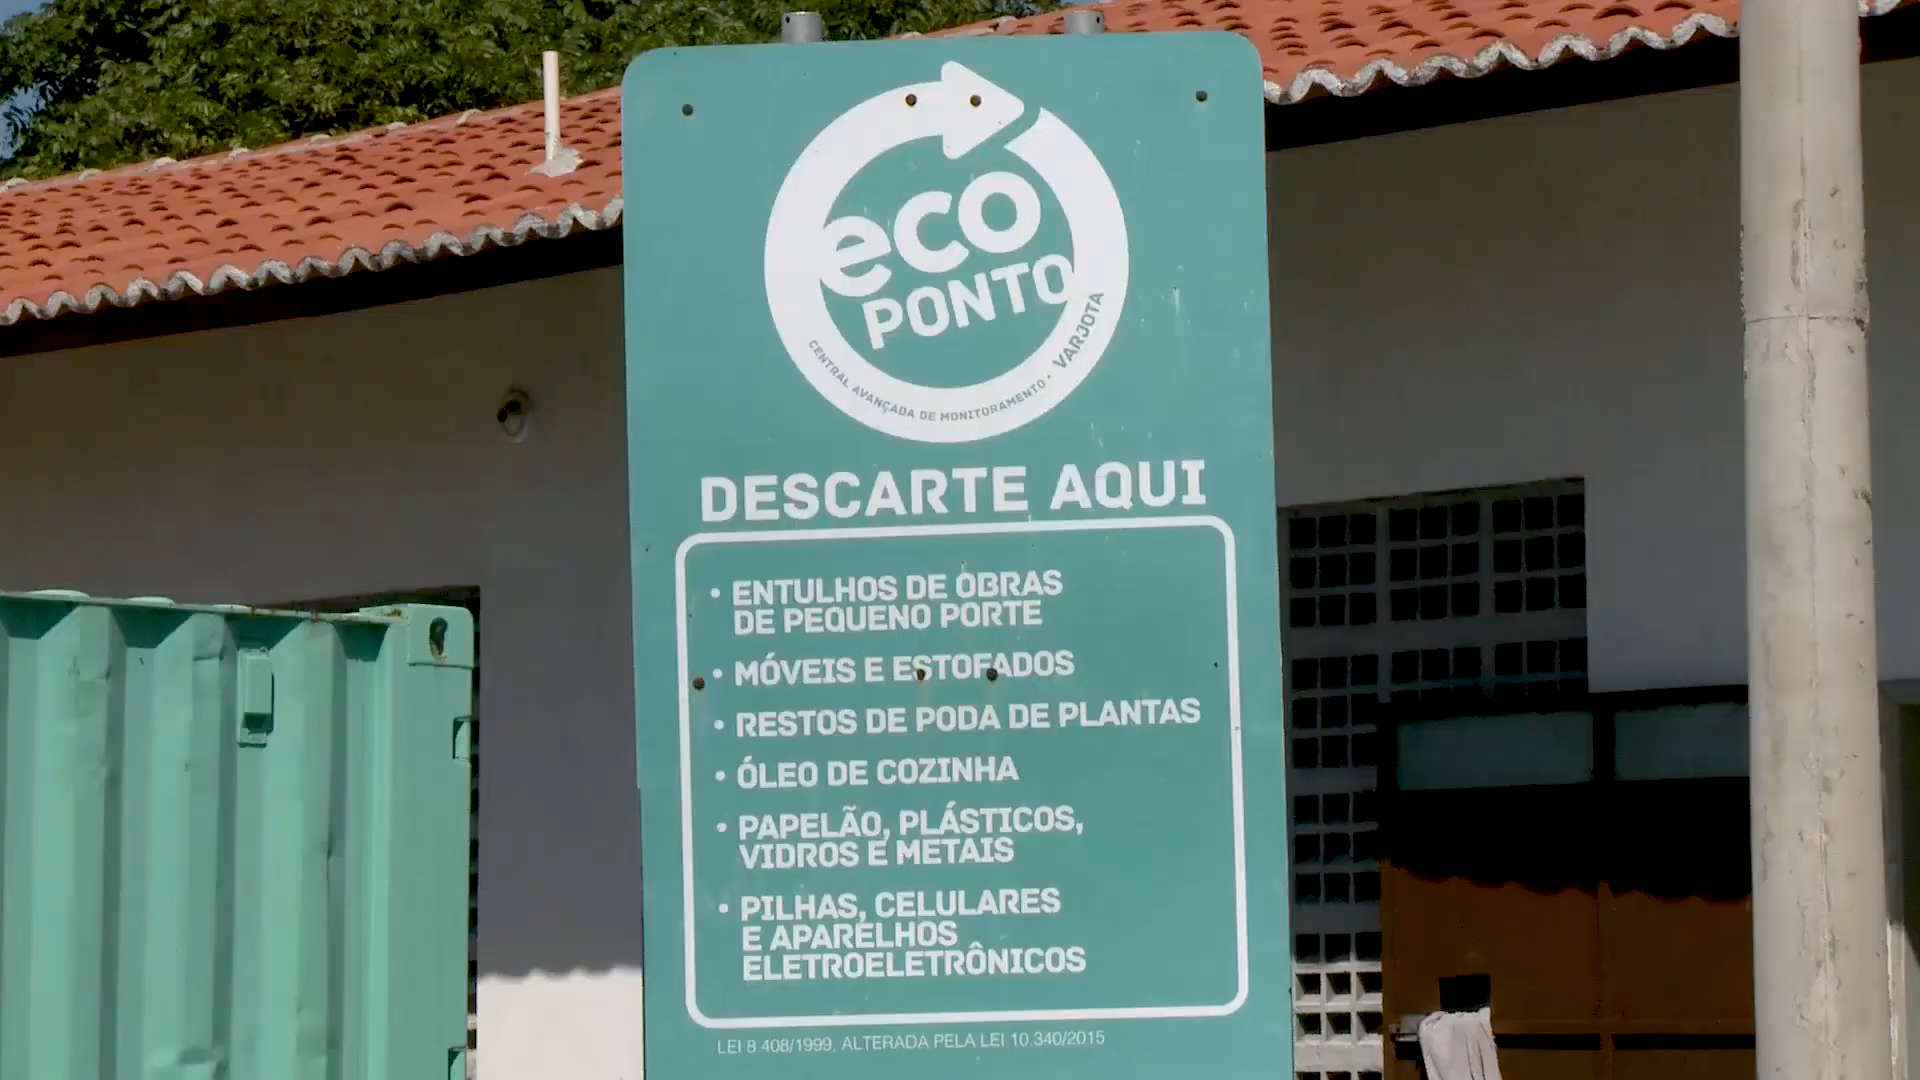 eco
PONTO
CENTRAL AVANÇADA DE MONITORAMENTO • VARJOTA
DESCARTE AQUI
• ENTULHOS DE OBRAS
DE PEQUENO PORTE
• MÓVEIS E ESTOFADOS
• RESTOS DE PODA DE PLANTAS
• ÓLEO DE COZINHA
• PAPELÃO, PLÁSTICOS,
VIDROS E METAIS
• PILHAS, CELULARES
E APARELHOS
ELETROELETRÔNICOS
LEI 8.408/1999, ALTERADA PELA LEI 10.340/2015